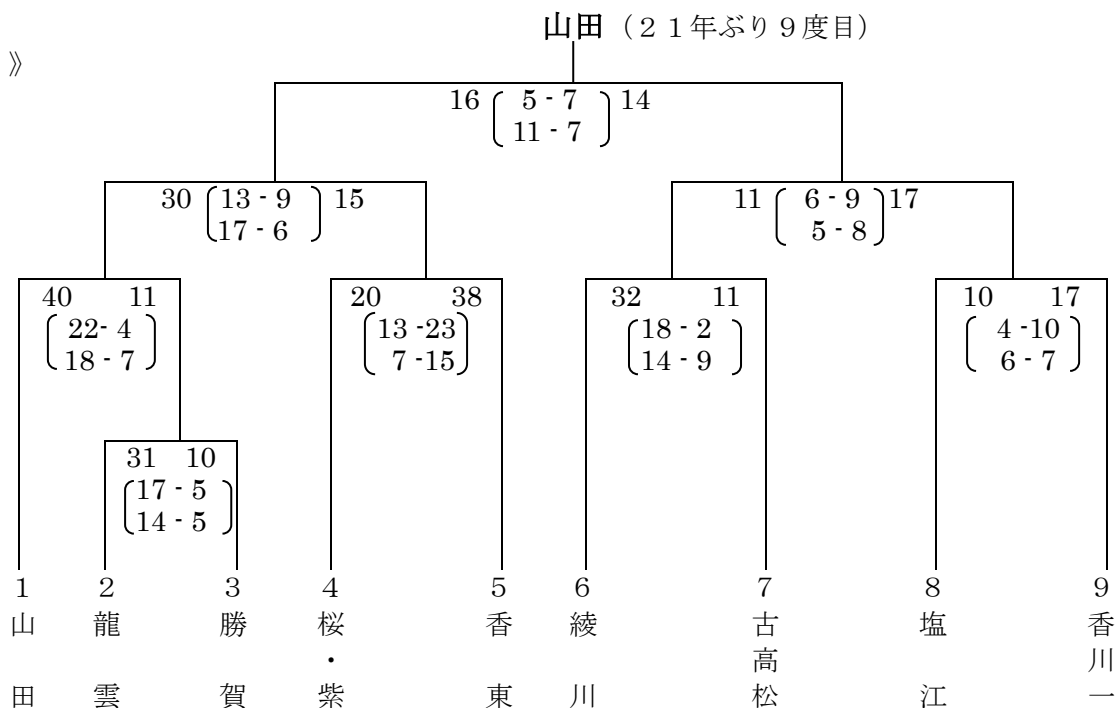 山田（２１年ぶり９度目）
》
16 5 - 7 14
11 - 7
30 13 - 9 15
17 - 6
11 6 - 9 17
5 - 8
40 11
22- 4
18 - 7
20 38
13 -23
7 -15
32 11
18 - 2
14 - 9
10 17
4 -10
6 - 7
31 10
17 - 5
14 - 5
1 2 3 4 5 6 7 8 9
山田
龍雲
勝賀
桜・紫
香東
綾川
古高松
塩江
香川一